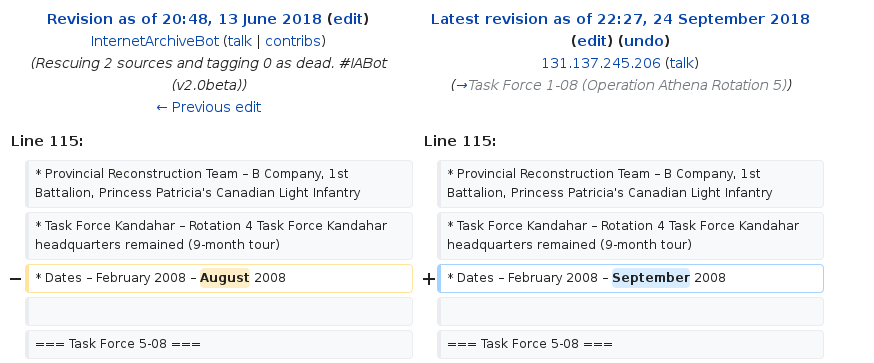 Revision as of 20:48, 13 June 2018 (edit)
InternetArchiveBot (talk | contribs)
(Rescuing 2 sources and tagging 0 as dead. #IABot
(v2.0beta))
← Previous edit
Latest revision as of 22:27, 24 September 2018
(edit) (undo)
131.137.245.206 (talk)
(→Task Force 1-08 (Operation Athena Rotation 5))
Line 115:
Line 115:
* Provincial Reconstruction Team – B Company, 1st
Battalion, Princess Patricia's Canadian Light Infantry
* Provincial Reconstruction Team – B Company, 1st
Battalion, Princess Patricia's Canadian Light Infantry
* Task Force Kandahar – Rotation 4 Task Force Kandahar
headquarters remained (9-month tour)
* Task Force Kandahar – Rotation 4 Task Force Kandahar
headquarters remained (9-month tour)
− * Dates – February 2008 – August 2008
+ * Dates – February 2008 – September 2008
=== Task Force 5-08 ===
=== Task Force 5-08 ===